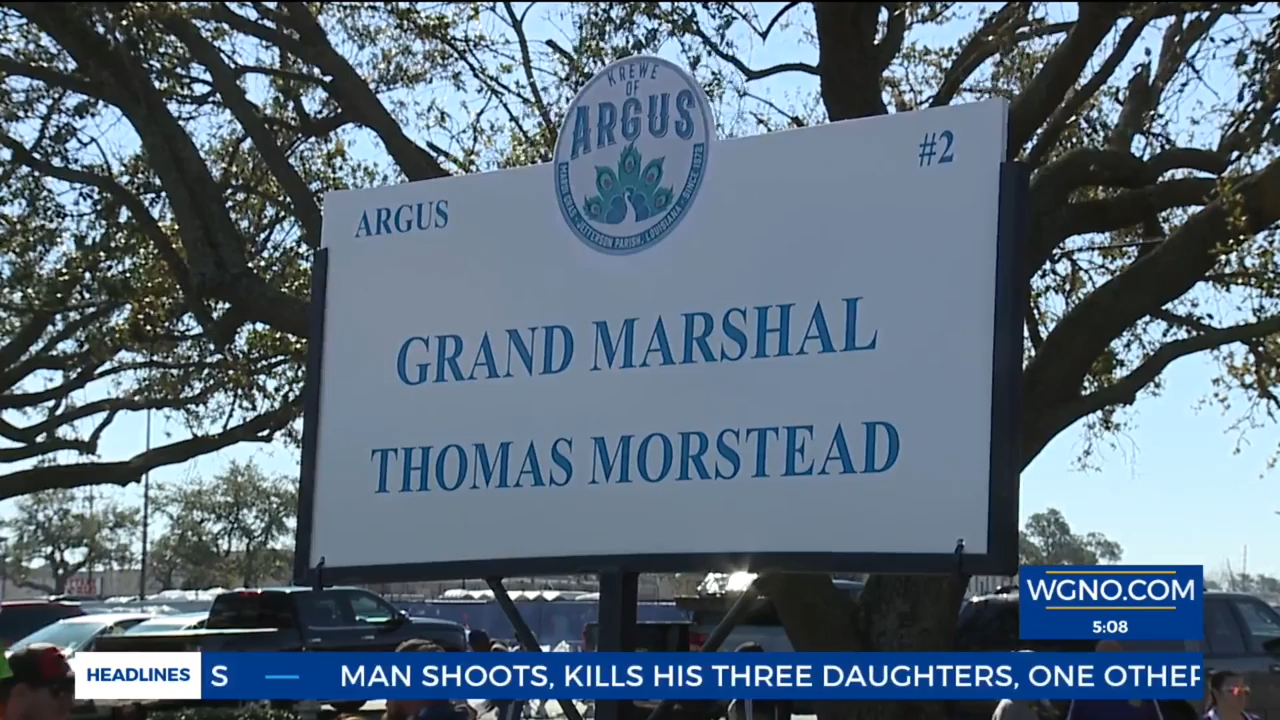 KREWE
OF
ARGUS
MARDI GRAS · JEFFERSON PARISH, LOUISIANA · SINCE 1972
ARGUS
#2
GRAND MARSHAL
THOMAS MORSTEAD
WGNO.COM
5:08
HEADLINES
S — MAN SHOOTS, KILLS HIS THREE DAUGHTERS, ONE OTHER